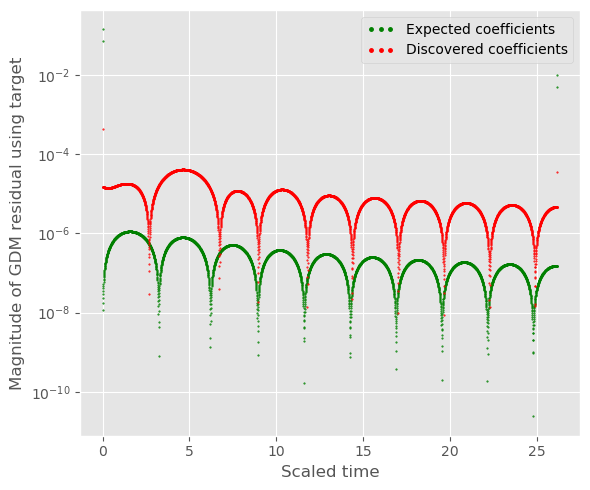 Expected coefficients
Discovered coefficients
Magnitude of GDM residual using target
10⁻²
10⁻⁴
10⁻⁶
10⁻⁸
10⁻¹⁰
0 5 10 15 20 25
Scaled time